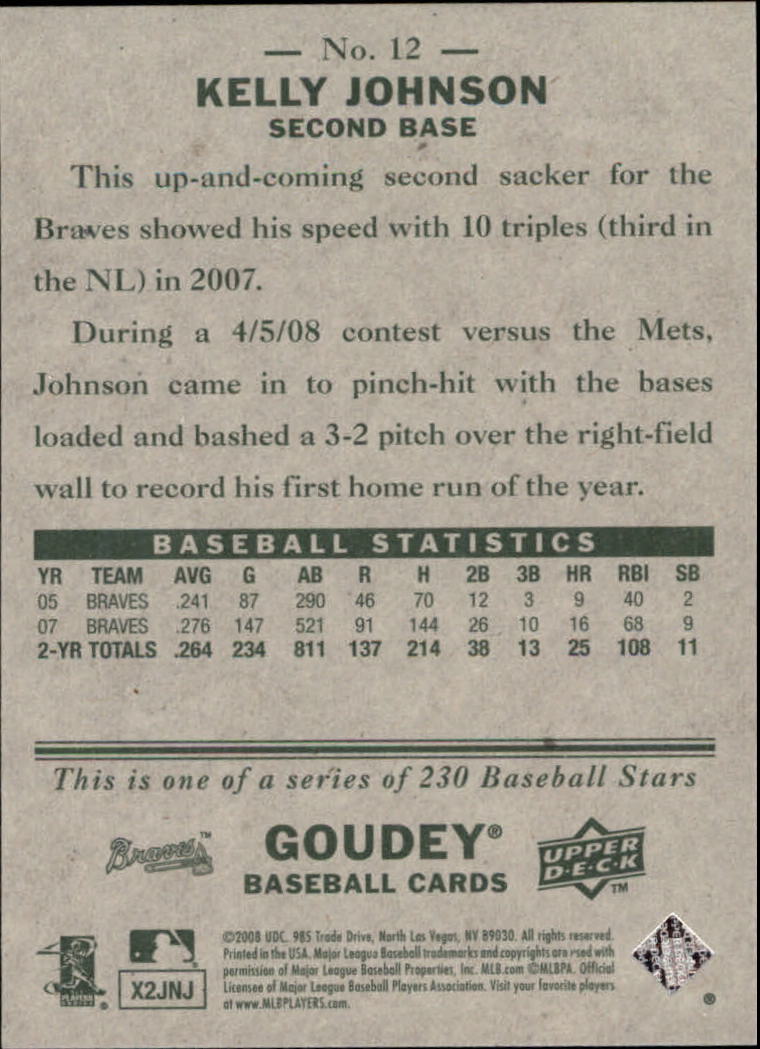 — No. 12 —
KELLY JOHNSON
SECOND BASE
This up-and-coming second sacker for the
Braves showed his speed with 10 triples (third in
the NL) in 2007.
During a 4/5/08 contest versus the Mets,
Johnson came in to pinch-hit with the bases
loaded and bashed a 3-2 pitch over the right-field
wall to record his first home run of the year.
BASEBALL STATISTICS
YR TEAM AVG G AB R H 2B 3B HR RBI SB
05 BRAVES .241 87 290 46 70 12 3 9 40 2
07 BRAVES .276 147 521 91 144 26 10 16 68 9
2-YR TOTALS .264 234 811 137 214 38 13 25 108 11
This is one of a series of 230 Baseball Stars
Braves™
GOUDEY®
BASEBALL CARDS
UPPER
D·E·C·K
TM
PLAYERS
CHOICE
®
X2JNJ
©2008 UDC. 985 Trade Drive, North Las Vegas, NV 89030. All rights reserved.
Printed in the USA. Major League Baseball trademarks and copyrights are used with
permission of Major League Baseball Properties, Inc. MLB.com ©MLBPA. Official
Licensee of Major League Baseball Players Association. Visit your favorite players
at www.MLBPLAYERS.com.
®